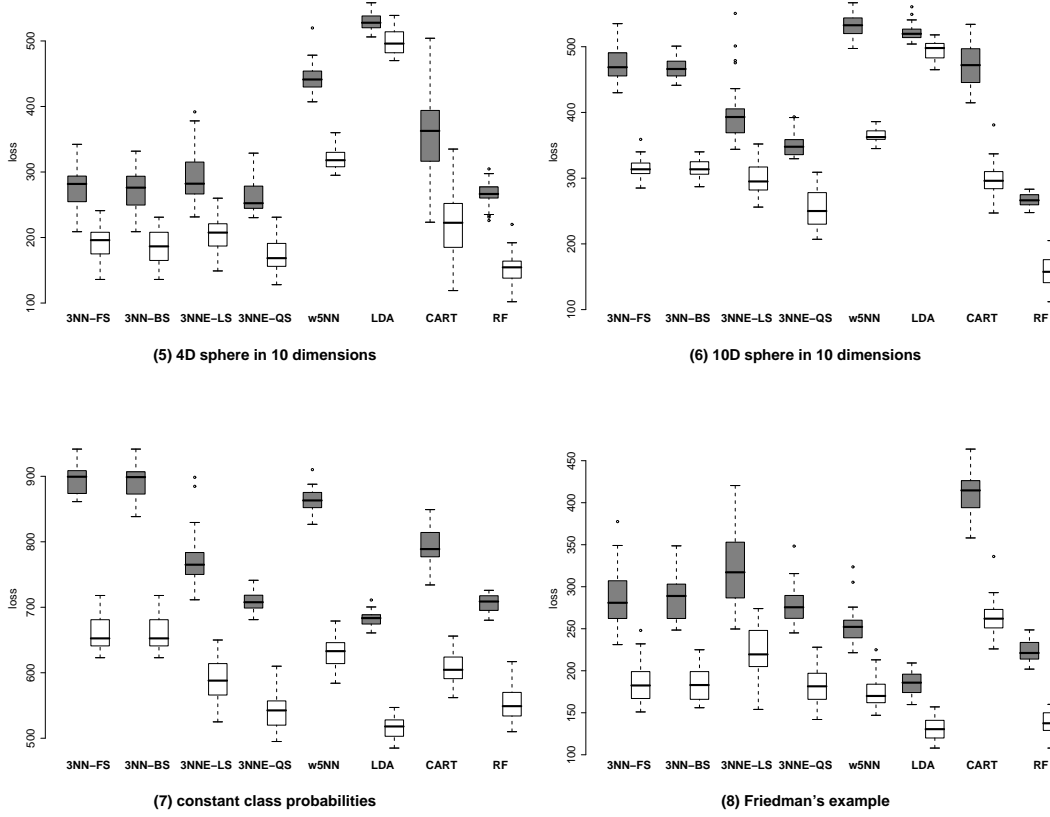 500
400
300
200
100
loss
3NN−FS 3NN−BS 3NNE−LS 3NNE−QS w5NN LDA CART RF
(5) 4D sphere in 10 dimensions
500
400
300
200
100
loss
3NN−FS 3NN−BS 3NNE−LS 3NNE−QS w5NN LDA CART RF
(6) 10D sphere in 10 dimensions
900
800
700
600
500
loss
3NN−FS 3NN−BS 3NNE−LS 3NNE−QS w5NN LDA CART RF
(7) constant class probabilities
450
400
350
300
250
200
150
100
loss
3NN−FS 3NN−BS 3NNE−LS 3NNE−QS w5NN LDA CART RF
(8) Friedman's example